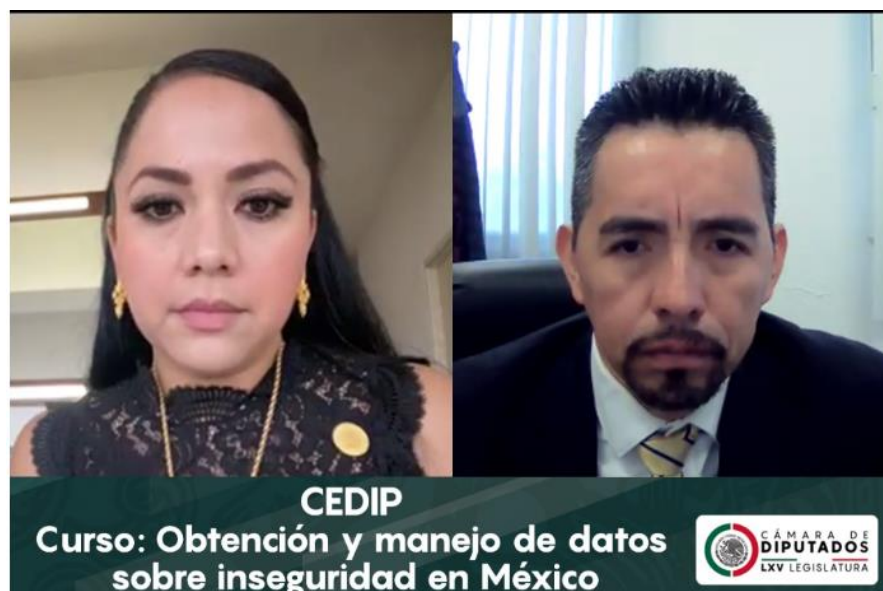 CEDIP
Curso: Obtención y manejo de datos
sobre inseguridad en México
CÁMARA DE
DIPUTADOS
LXV LEGISLATURA